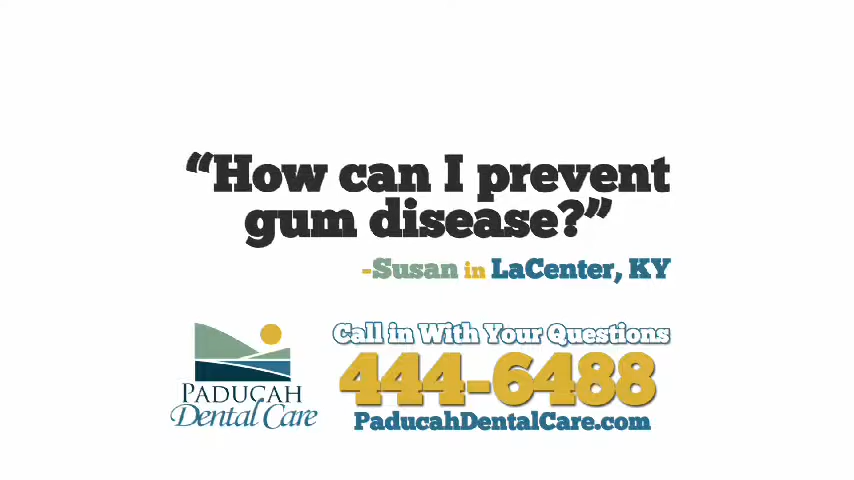 “How can I prevent
gum disease?”
-Susan in LaCenter, KY
Call in With Your Questions
444-6488
PaducahDentalCare.com
PADUCAH
Dental Care